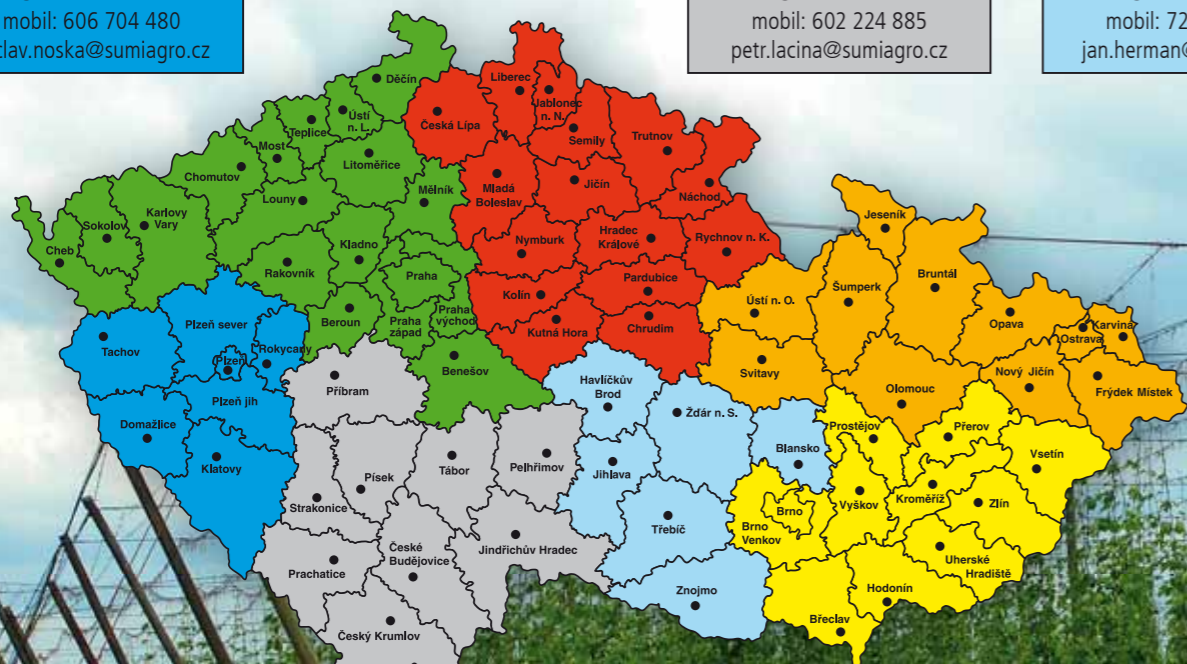 mobil: 606 704 480
clav.noska@sumiagro.cz
mobil: 602 224 885
petr.lacina@sumiagro.cz
mobil: 72
jan.herman@
Děčín
Liberec
Jablonec
n. N.
Ústí
n. L.
Teplice
Česká Lípa
Semily
Trutnov
Most
Litoměřice
Chomutov
Mladá
Boleslav
Jičín
Mělník
Náchod
Louny
Karlovy
Vary
Sokolov
Jeseník
Cheb
Kladno
Nymburk
Hradec
Králové
Rychnov n. K.
Rakovník
Praha
Pardubice
Bruntál
Šumperk
Kolín
Ústí n. O.
Beroun
Praha
západ
Praha
východ
Kutná Hora
Chrudim
Opava
Karviná
Ostrava
Plzeň sever
Tachov
Plzeň
Rokycany
Benešov
Svitavy
Nový Jičín
Příbram
Havlíčkův
Brod
Olomouc
Frýdek Místek
Plzeň jih
Žďár n. S.
Domažlice
Prostějov
Přerov
Klatovy
Blansko
Vsetín
Písek
Tábor
Pelhřimov
Jihlava
Strakonice
Vyškov
Kroměříž
Zlín
Brno
Třebíč
Brno
Venkov
České
Budějovice
Jindřichův Hradec
Uherské
Hradiště
Prachatice
Znojmo
Hodonín
Břeclav
Český Krumlov